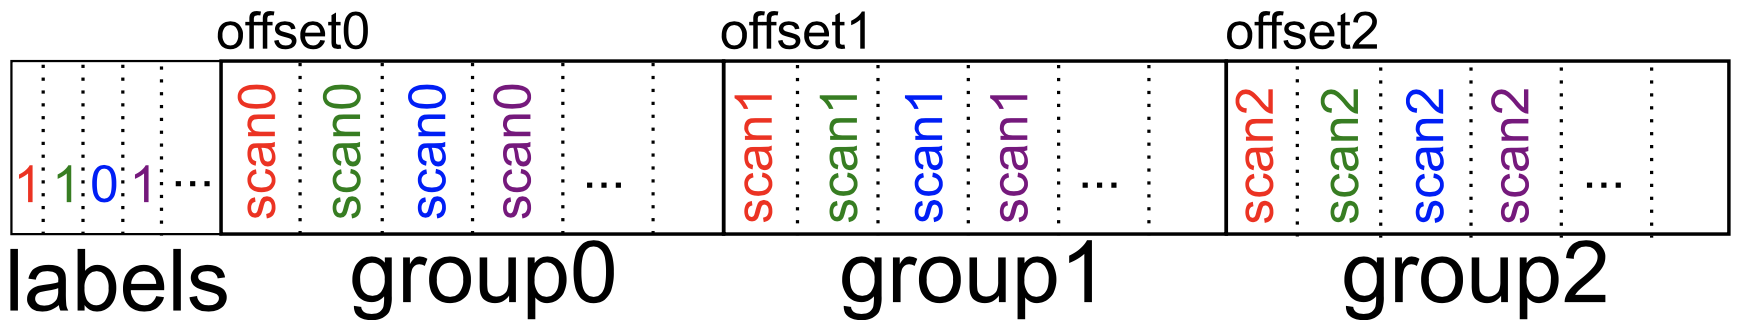 offset0 offset1 offset2
1 1 0 1 ... scan0 scan0 scan0 scan0 ... scan1 scan1 scan1 scan1 ... scan2 scan2 scan2 scan2 ...
labels group0 group1 group2